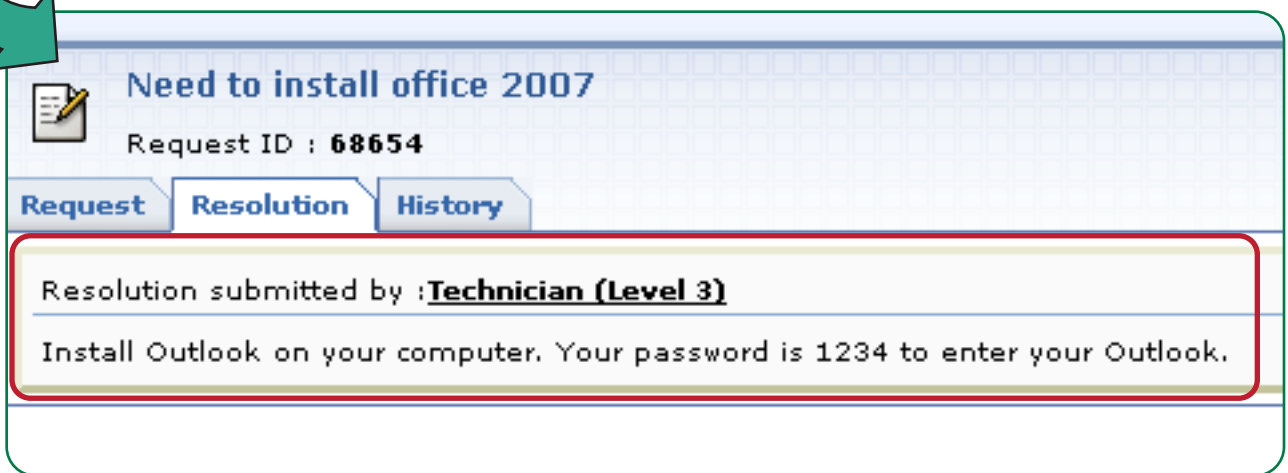 Need to install office 2007
Request ID : 68654
Request Resolution History
Resolution submitted by :Technician (Level 3)
Install Outlook on your computer. Your password is 1234 to enter your Outlook.